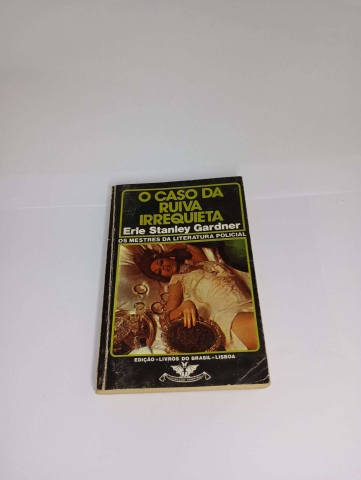 O CASO DA
RUIVA
IRREQUIETA
Erle Stanley Gardner
OS MESTRES DA LITERATURA POLICIAL
EDIÇÃO - LIVROS DO BRASIL - LISBOA